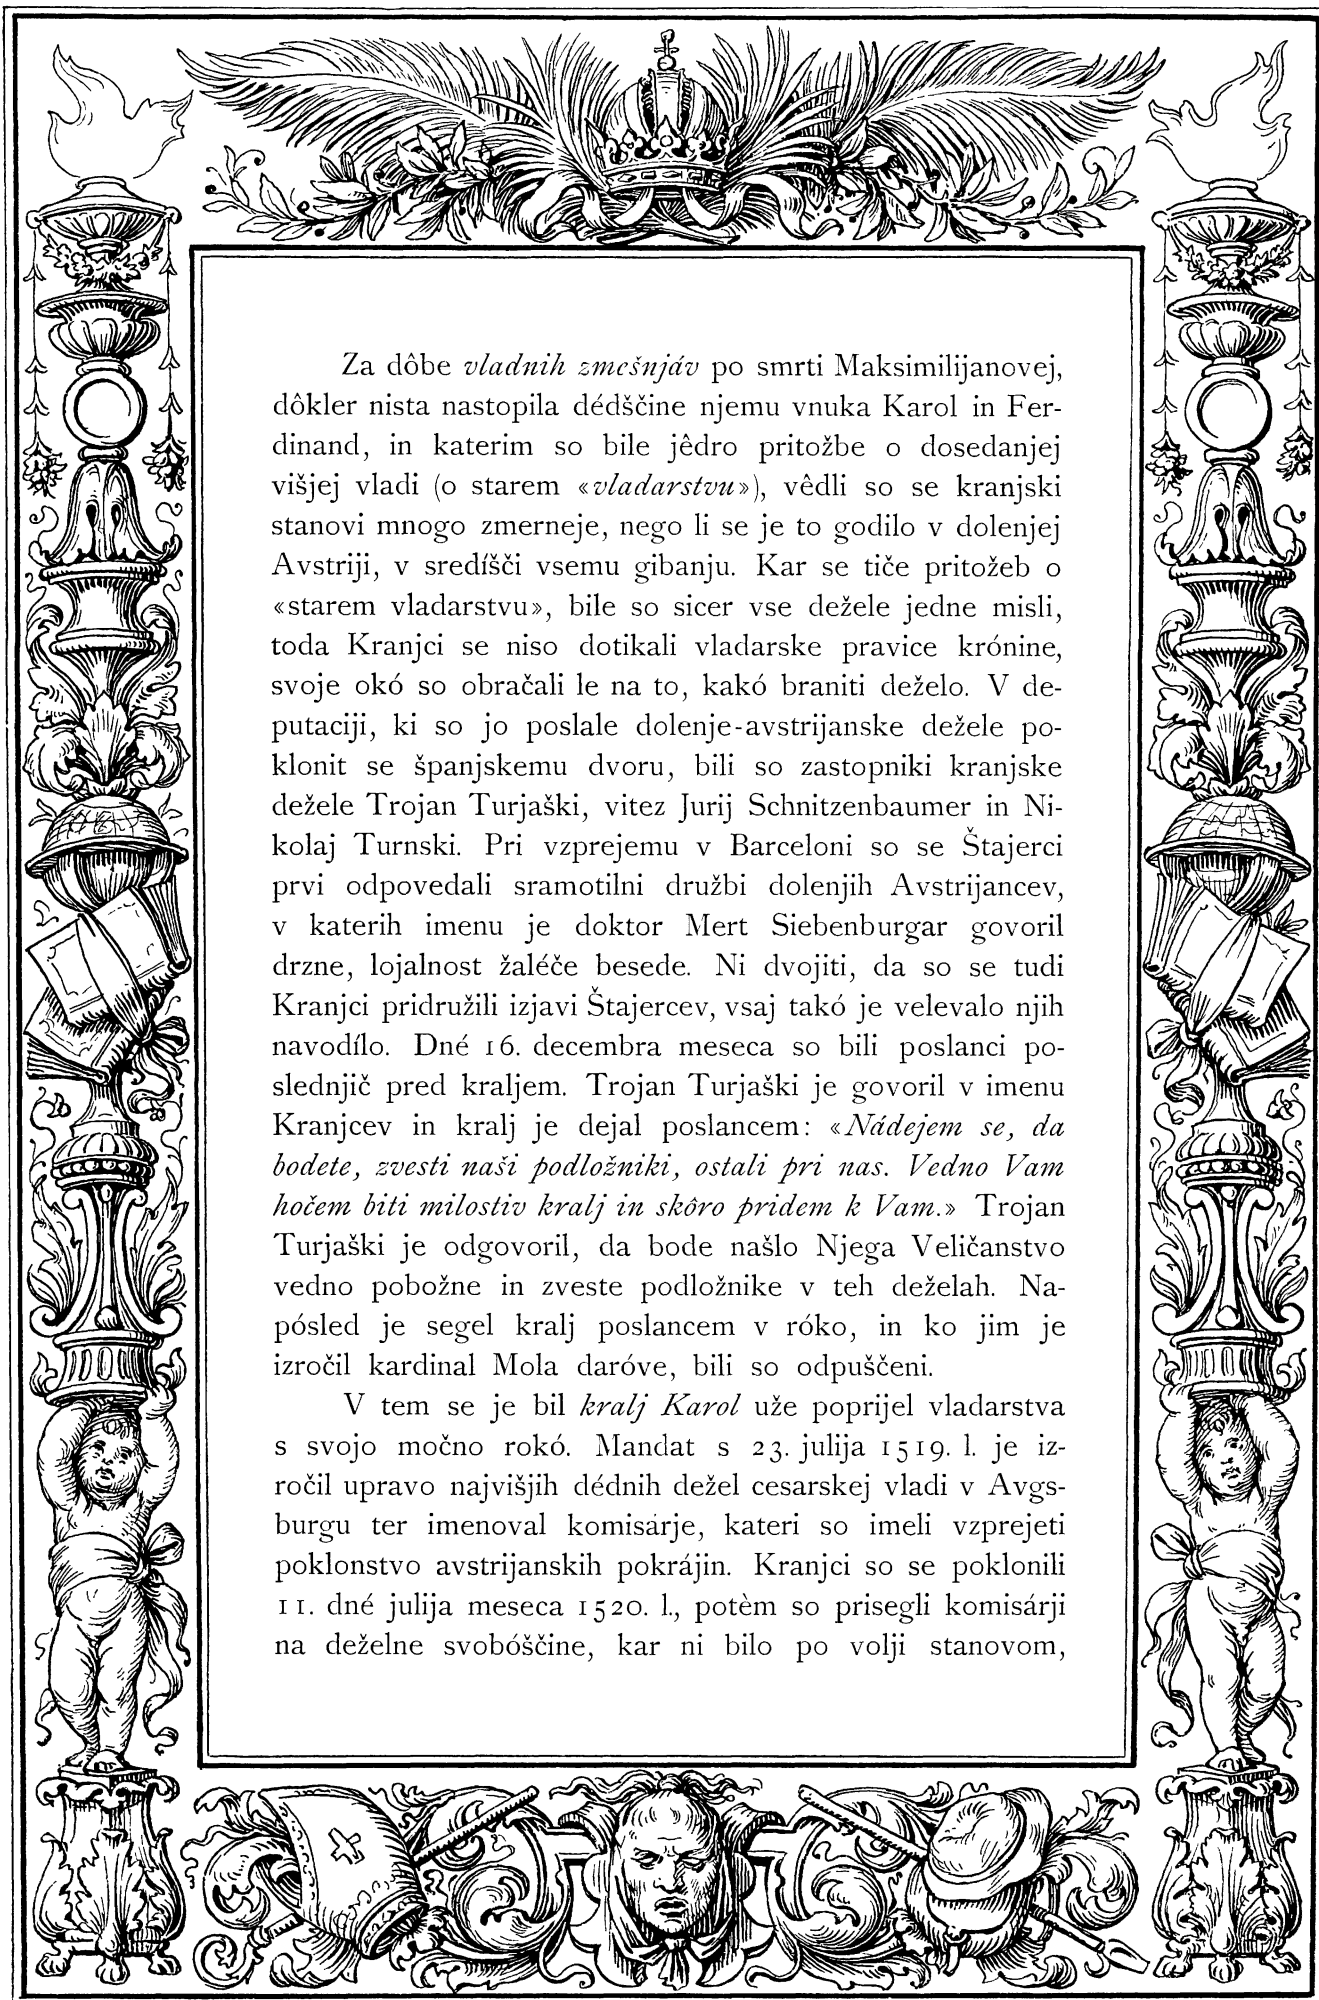 Za dôbe vladnih zmešnjáv po smrti Maksimilijanovej,
dôkler nista nastopila dédščine njemu vnuka Karol in Fer-
dinand, in katerim so bile jêdro pritožbe o dosedanjej
višjej vladi (o starem «vladarstvu»), vêdli so se kranjski
stanovi mnogo zmerneje, nego li se je to godilo v dolenjej
Avstriji, v sredíšči vsemu gibanju. Kar se tiče pritožeb o
«starem vladarstvu», bile so sicer vse dežele jedne misli,
toda Kranjci se niso dotikali vladarske pravice krónine,
svoje okó so obračali le na to, kakó braniti deželo. V de-
putaciji, ki so jo poslale dolenje-avstrijanske dežele po-
klonit se španjskemu dvoru, bili so zastopniki kranjske
dežele Trojan Turjaški, vitez Jurij Schnitzenbaumer in Ni-
kolaj Turnski. Pri vzprejemu v Barceloni so se Štajerci
prvi odpovedali sramotilni družbi dolenjih Avstrijancev,
v katerih imenu je doktor Mert Siebenburgar govoril
drzne, lojalnost žaléče besede. Ni dvojiti, da so se tudi
Kranjci pridružili izjavi Štajercev, vsaj takó je velevalo njih
navodílo. Dné 16. decembra meseca so bili poslanci po-
slednjič pred kraljem. Trojan Turjaški je govoril v imenu
Kranjcev in kralj je dejal poslancem: «Nádejem se, da
bodete, zvesti naši podložniki, ostali pri nas. Vedno Vam
hočem biti milostiv kralj in skôro pridem k Vam.» Trojan
Turjaški je odgovoril, da bode našlo Njega Veličanstvo
vedno pobožne in zveste podložnike v teh deželah. Na-
pósled je segel kralj poslancem v róko, in ko jim je
izročil kardinal Mola daróve, bili so odpuščeni.
V tem se je bil kralj Karol uže poprijel vladarstva
s svojo močno rokó. Mandat s 23. julija 1519. l. je iz-
ročil upravo najvišjih dédnih dežel cesarskej vladi v Avgs-
burgu ter imenoval komisárje, kateri so imeli vzprejeti
poklonstvo avstrijanskih pokrájin. Kranjci so se poklonili
11. dné julija meseca 1520. l., potèm so prisegli komisárji
na deželne svobóščine, kar ni bilo po volji stanovom,